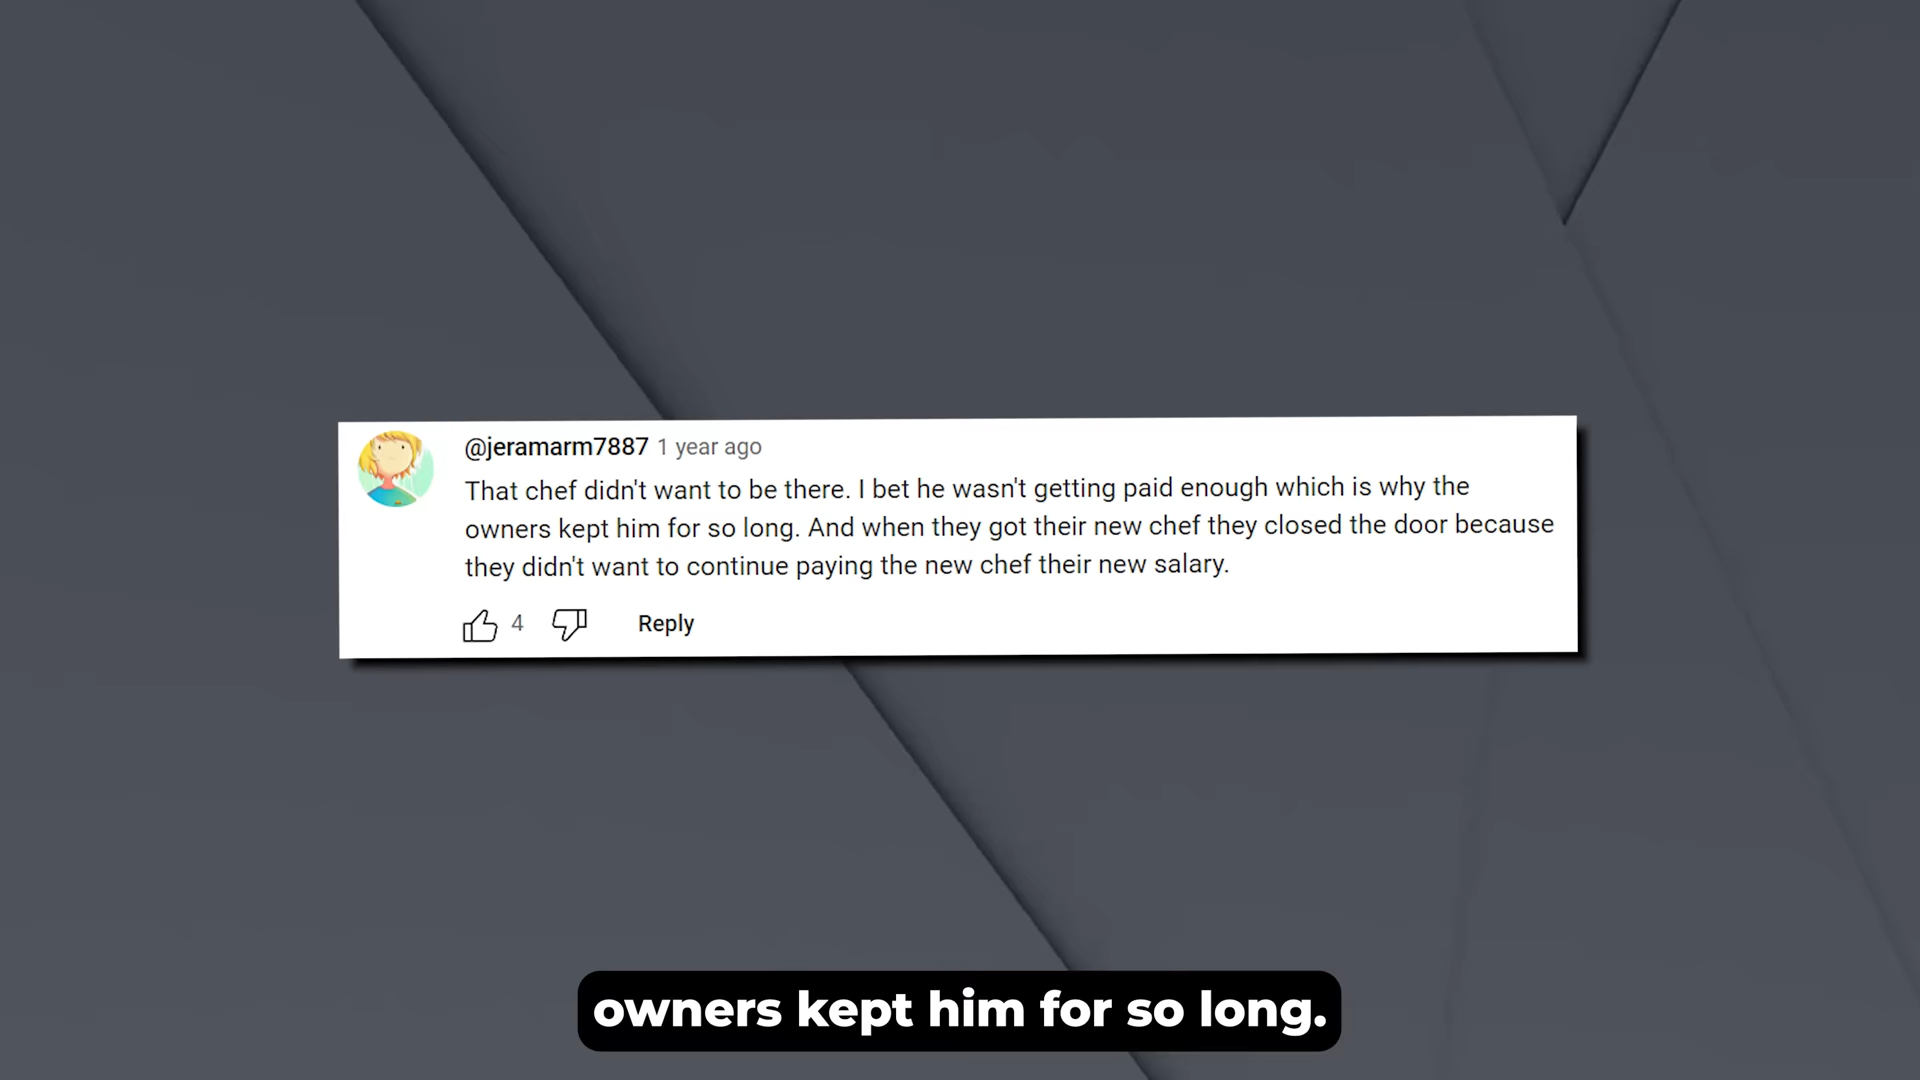 @jeramarm7887 1 year ago
That chef didn't want to be there. I bet he wasn't getting paid enough which is why the
owners kept him for so long. And when they got their new chef they closed the door because
they didn't want to continue paying the new chef their new salary.
4 Reply
owners kept him for so long.